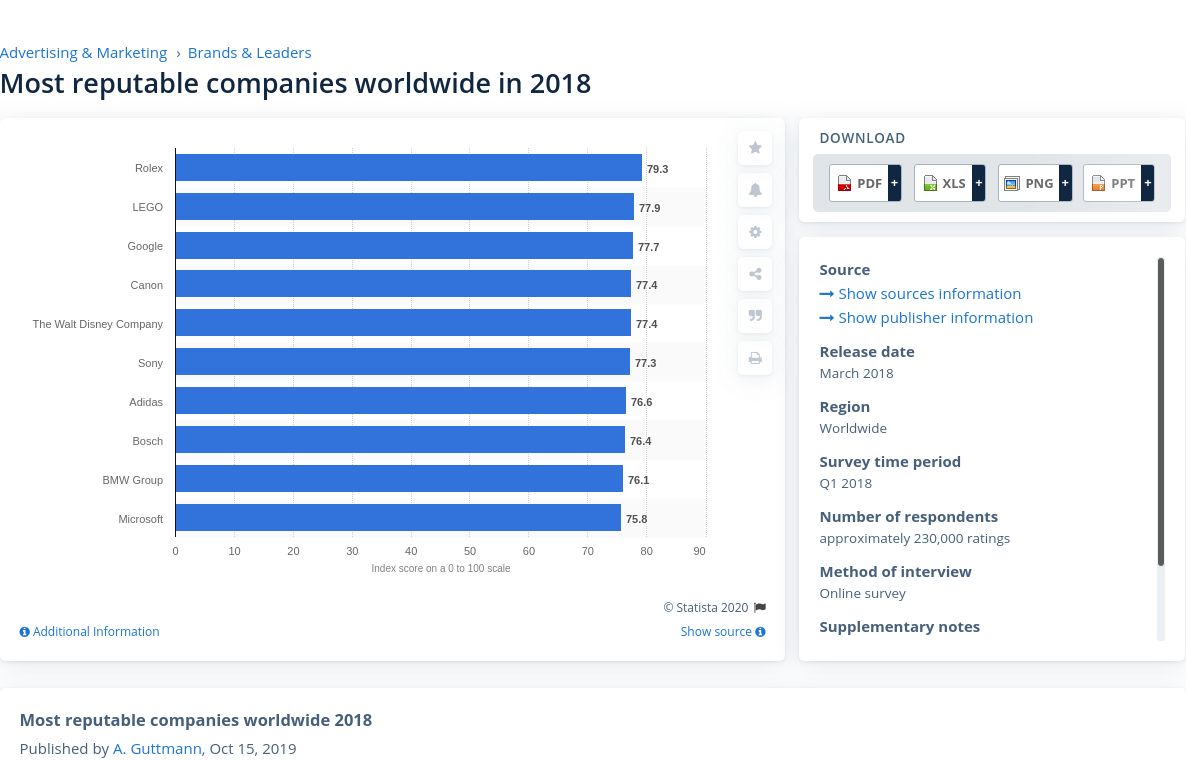 Advertising & Marketing › Brands & Leaders
Most reputable companies worldwide in 2018
Rolex 79.3
LEGO 77.9
Google 77.7
Canon 77.4
The Walt Disney Company 77.4
Sony 77.3
Adidas 76.6
Bosch 76.4
BMW Group 76.1
Microsoft 75.8
0 10 20 30 40 50 60 70 80 90
Index score on a 0 to 100 scale
© Statista 2020
Additional Information
Show source
DOWNLOAD
PDF + XLS + PNG + PPT +
Source
Show sources information
Show publisher information
Release date
March 2018
Region
Worldwide
Survey time period
Q1 2018
Number of respondents
approximately 230,000 ratings
Method of interview
Online survey
Supplementary notes
Most reputable companies worldwide 2018
Published by A. Guttmann, Oct 15, 2019